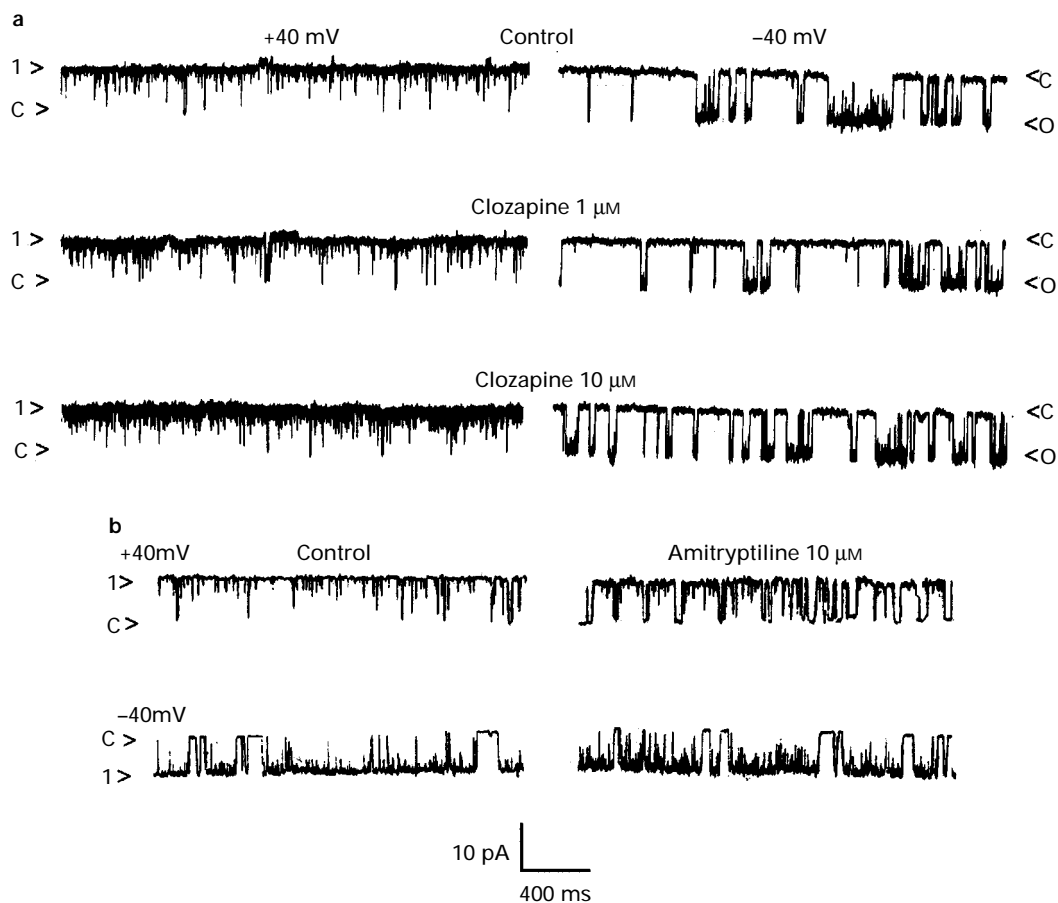 a
+40 mV Control −40 mV
1 > <C
C > <O
Clozapine 1 μM
1 > <C
C > <O
Clozapine 10 μM
1 > <C
C > <O
b
+40mV Control Amitryptiline 10 μM
1>
C >
−40mV
C >
1>
10 pA
400 ms